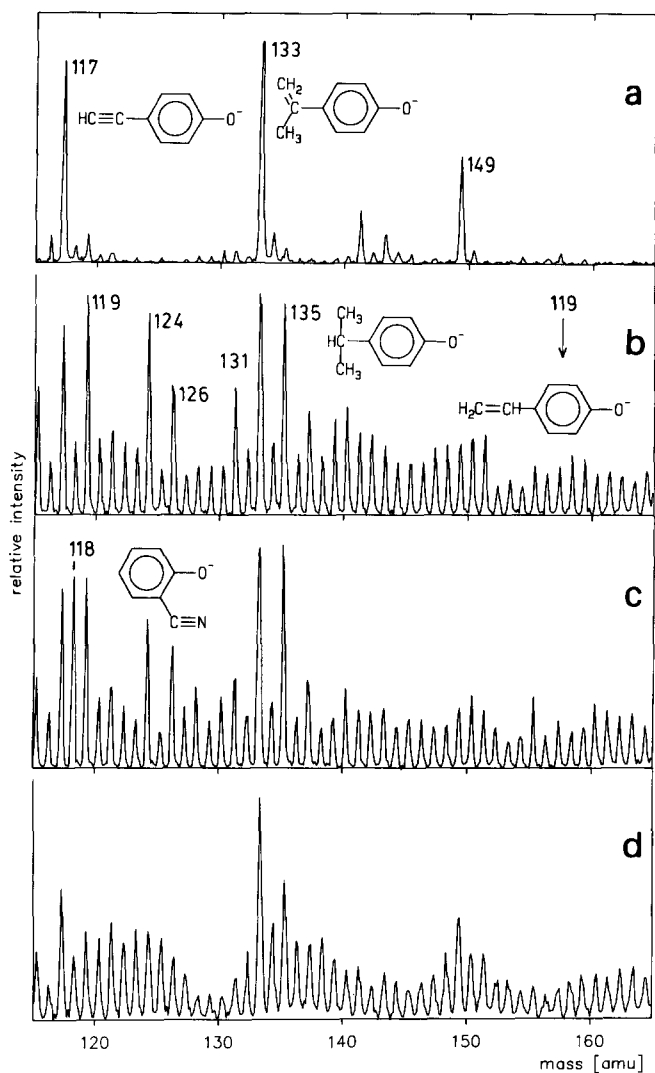 117
133
HC≡C
O⁻
CH₂
C
CH₃
O⁻
149
a
119
124
126
131
135
CH₃
HC
CH₃
O⁻
119
b
H₂C=CH
O⁻
118
O⁻
C≡N
c
d
relative intensity
120 130 140 150 160
mass [amu]